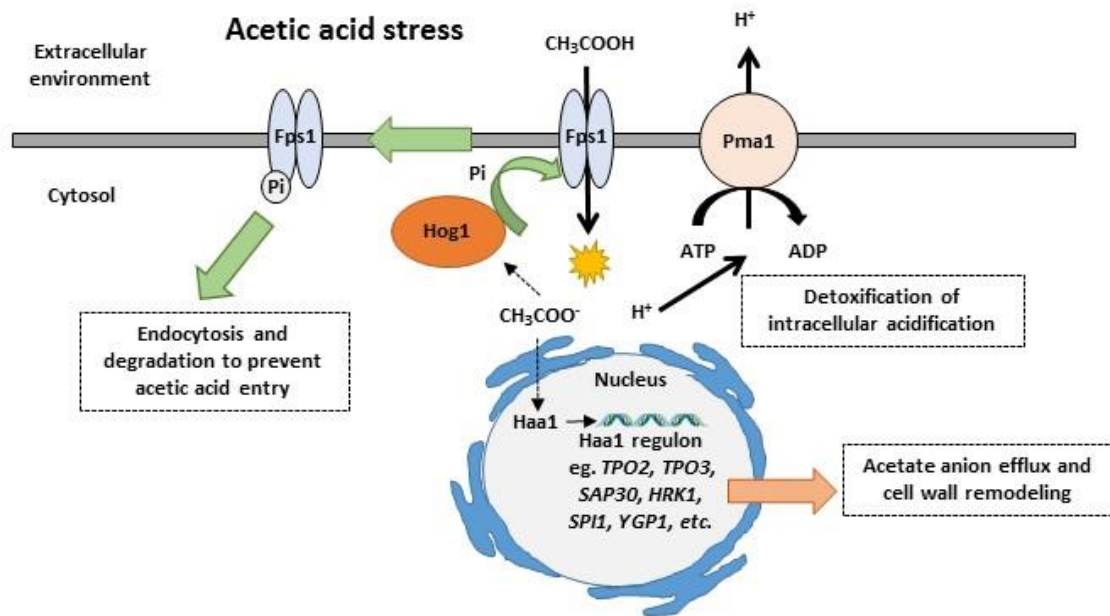 Acetic acid stress
Extracellular
environment
CH₃COOH
H⁺
Fps1
Fps1
Pma1
Pi
Pi
Cytosol
Hog1
ATP
ADP
CH₃COO⁻
H⁺
Detoxification of
intracellular acidification
Endocytosis and
degradation to prevent
acetic acid entry
Nucleus
Haa1
Haa1 regulon
eg. TPO2, TPO3,
SAP30, HRK1,
SPI1, YGP1, etc.
Acetate anion efflux and
cell wall remodeling